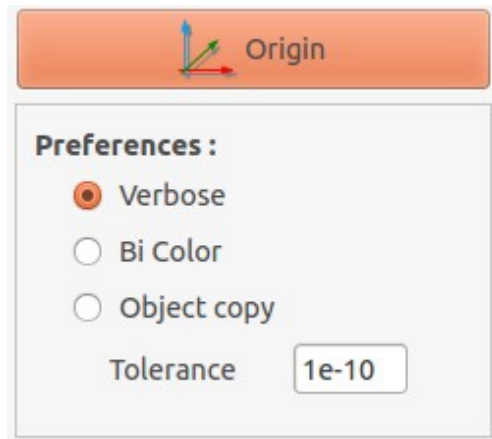 Origin
Preferences :
Verbose
Bi Color
Object copy
Tolerance 1e-10